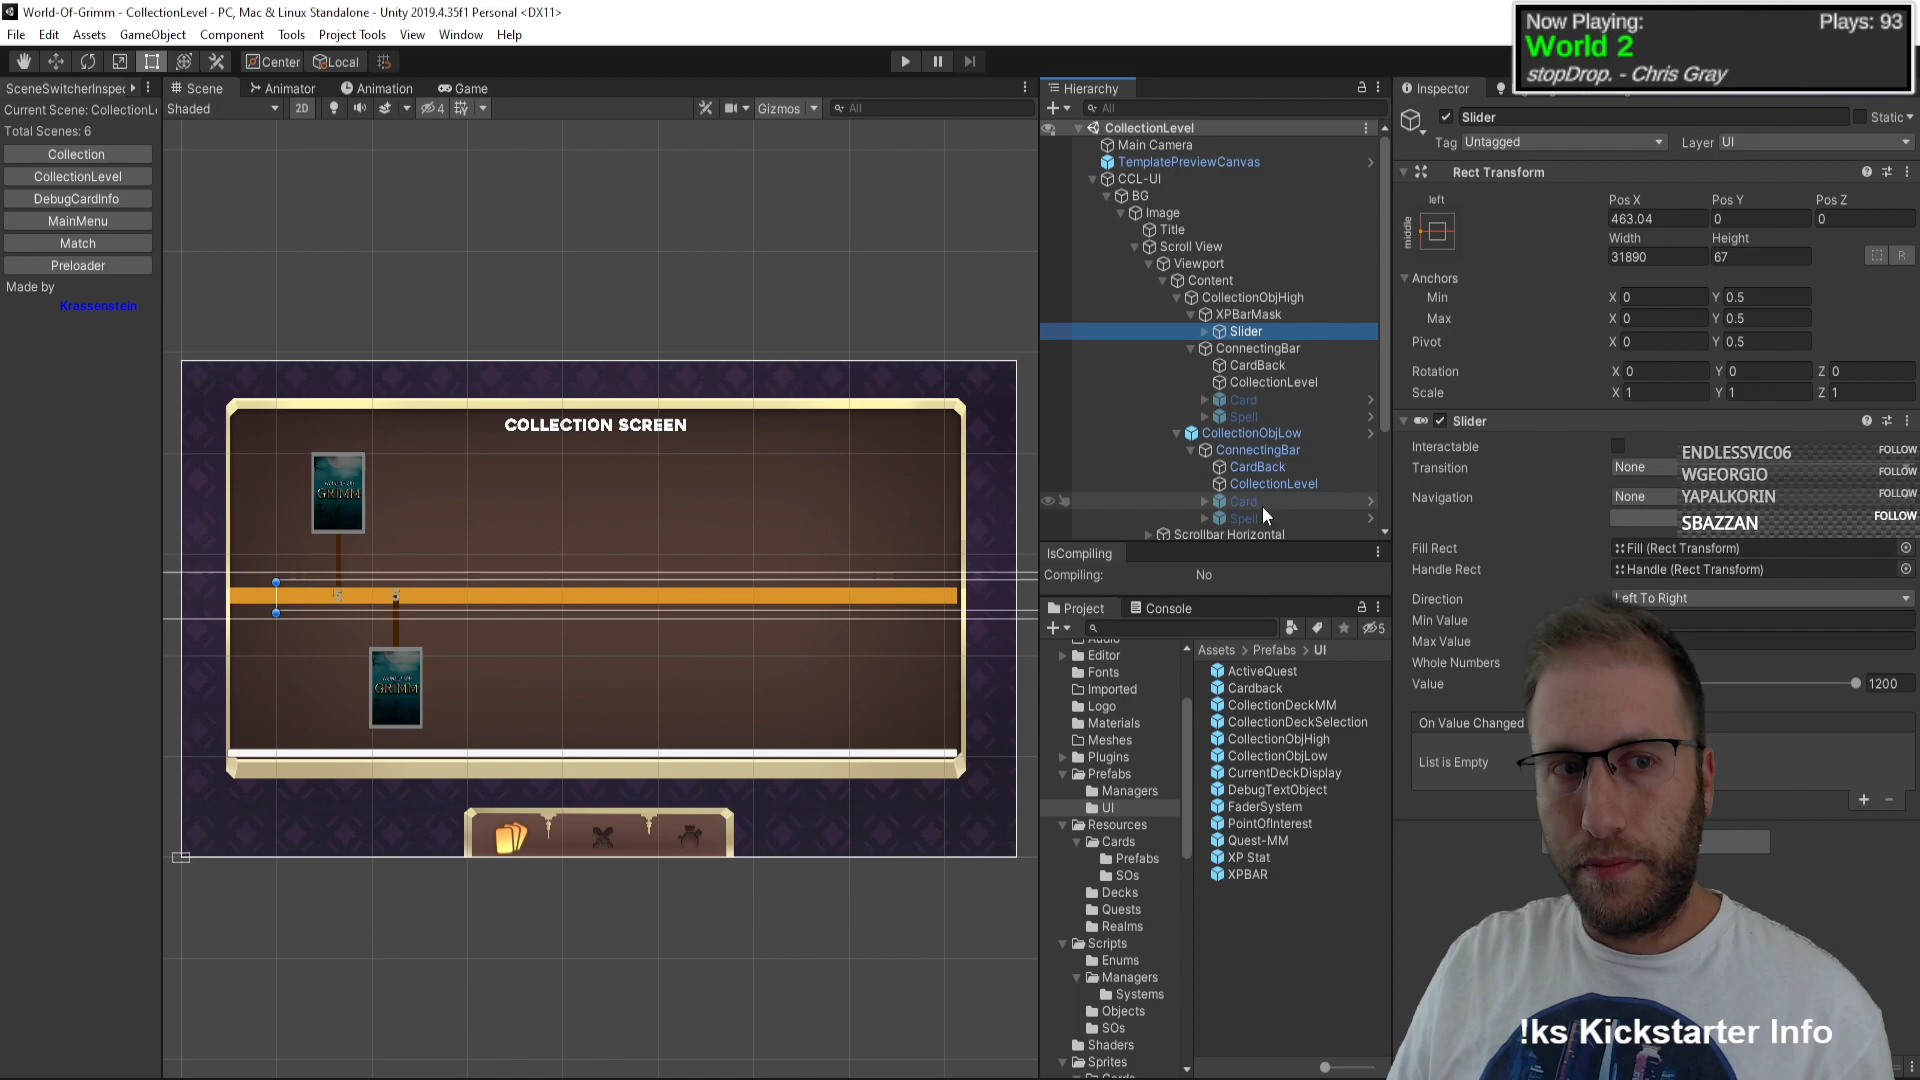 World-Of-Grimm - CollectionLevel - PC, Mac & Linux Standalone - Unity 2019.4.35f1 Personal <DX11>
File Edit Assets GameObject Component Tools Project Tools View Window Help
Center Local
Now Playing: Plays: 93
World 2
stopDrop. - Chris Gray
SceneSwitcherInspec
Current Scene: CollectionL
Total Scenes: 6
Collection
CollectionLevel
DebugCardInfo
MainMenu
Match
Preloader
Made by
Krassenstein
Scene Animator Animation Game
Shaded 2D 4 Gizmos All
COLLECTION SCREEN
GRIMM
GRIMM
Hierarchy
All
CollectionLevel
Main Camera
TemplatePreviewCanvas
CCL-UI
BG
Image
Title
Scroll View
Viewport
Content
CollectionObjHigh
XPBarMask
Slider
ConnectingBar
CardBack
CollectionLevel
Card
Spell
CollectionObjLow
ConnectingBar
CardBack
CollectionLevel
Card
Spell
Scrollbar Horizontal
IsCompiling
Compiling: No
Project Console
5
Audio
Editor
Fonts
Imported
Logo
Materials
Meshes
Plugins
Prefabs
Managers
UI
Resources
Cards
Prefabs
SOs
Decks
Quests
Realms
Scripts
Enums
Managers
Systems
Objects
SOs
Shaders
Sprites
Assets > Prefabs > UI
ActiveQuest
Cardback
CollectionDeckMM
CollectionDeckSelection
CollectionObjHigh
CollectionObjLow
CurrentDeckDisplay
DebugTextObject
FaderSystem
PointOfInterest
Quest-MM
XP Stat
XPBAR
Inspector
Slider Static
Tag Untagged Layer UI
Rect Transform
left
middle
Pos X Pos Y Pos Z
463.04 0 0
Width Height
31890 67
R
Anchors
Min X 0 Y 0.5
Max X 0 Y 0.5
Pivot X 0 Y 0.5
Rotation X 0 Y 0 Z 0
Scale X 1 Y 1 Z 1
Slider
Interactable
Transition None
Navigation None
ENDLESSVIC06 FOLLOW
WGEORGIO FOLLOW
YAPALKORIN FOLLOW
SBAZZAN FOLLOW
Fill Rect Fill (Rect Transform)
Handle Rect Handle (Rect Transform)
Direction Left To Right
Min Value
Max Value
Whole Numbers
Value 1200
On Value Changed
List is Empty
!ks Kickstarter Info